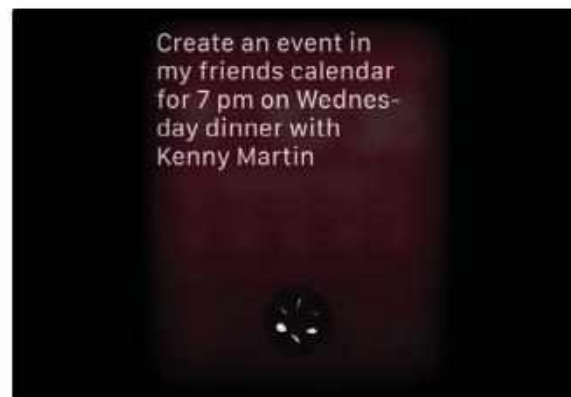 Create an event in
my friends calendar
for 7 pm on Wednes-
day dinner with
Kenny Martin